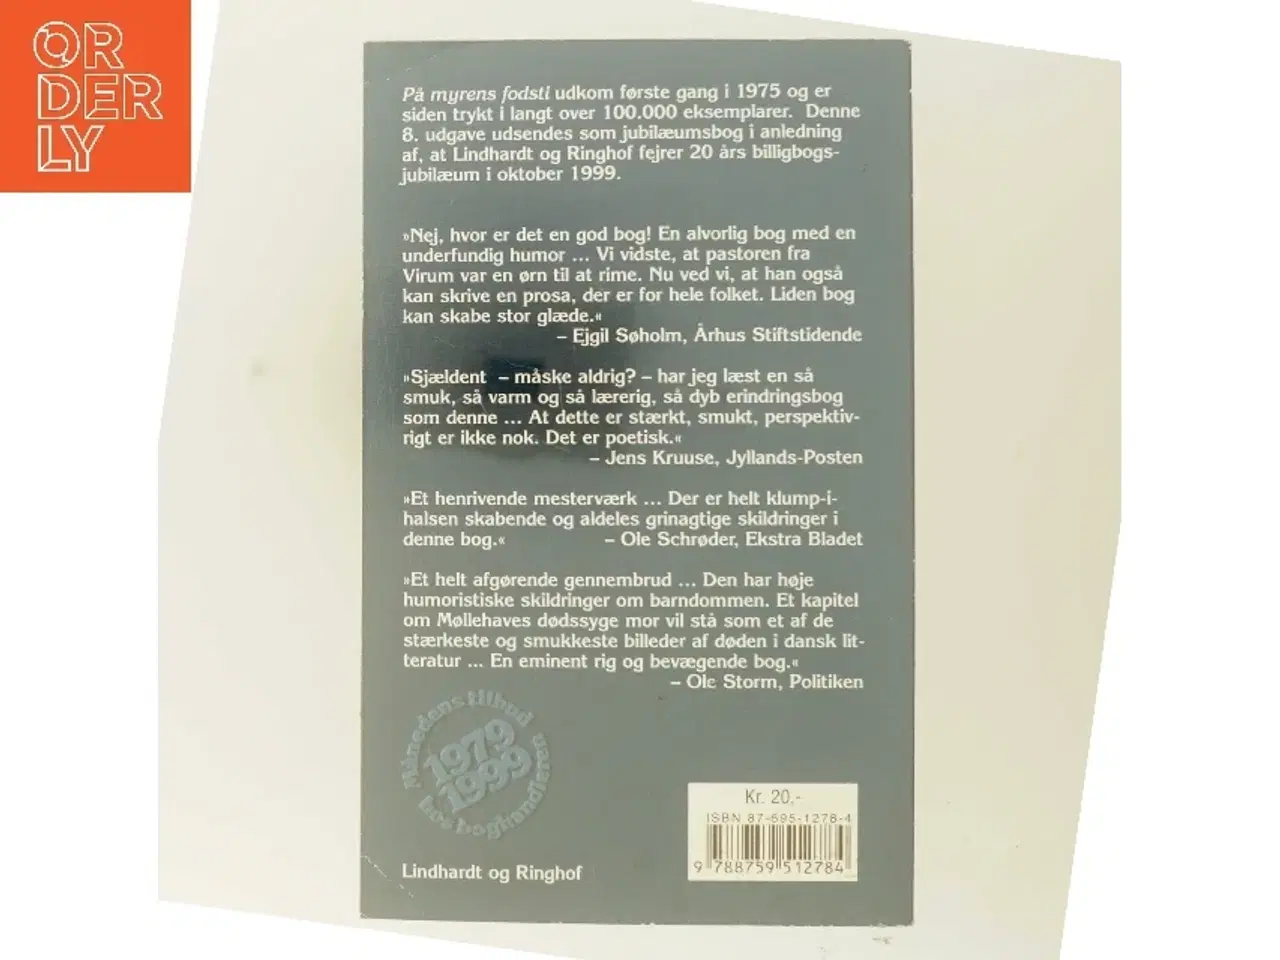 ORDERLY
På myrens fodsti udkom første gang i 1975 og er
siden trykt i langt over 100.000 eksemplarer. Denne
8. udgave udsendes som jubilæumsbog i anledning
af, at Lindhardt og Ringhof fejrer 20 års billigbogs-
jubilæum i oktober 1999.
»Nej, hvor er det en god bog! En alvorlig bog med en
underfundig humor ... Vi vidste, at pastoren fra
Virum var en ørn til at rime. Nu ved vi, at han også
kan skrive en prosa, der er for hele folket. Liden bog
kan skabe stor glæde.«
– Ejgil Søholm, Århus Stiftstidende
»Sjældent – måske aldrig? – har jeg læst en så
smuk, så varm og så lærerig, så dyb erindringsbog
som denne ... At dette er stærkt, smukt, perspektiv-
rigt er ikke nok. Det er poetisk.«
– Jens Kruuse, Jyllands-Posten
»Et henrivende mesterværk ... Der er helt klump-i-
halsen skabende og aldeles grinagtige skildringer i
denne bog.« – Ole Schrøder, Ekstra Bladet
»Et helt afgørende gennembrud ... Den har høje
humoristiske skildringer om barndommen. Et kapitel
om Møllehaves dødssyge mor vil stå som et af de
stærkeste og smukkeste billeder af døden i dansk lit-
teratur ... En eminent rig og bevægende bog.«
– Ole Storm, Politiken
Månedens tilbud
1979
1999
hos boghandleren
Kr. 20,-
ISBN 87-595-1278-4
9 788759 512784
Lindhardt og Ringhof